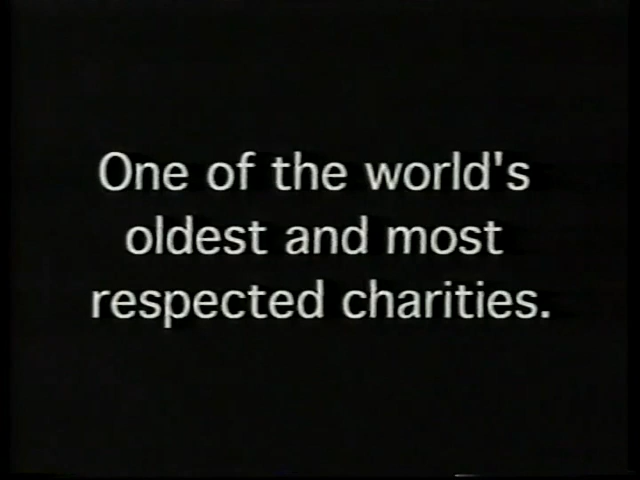 One of the world's
oldest and most
respected charities.